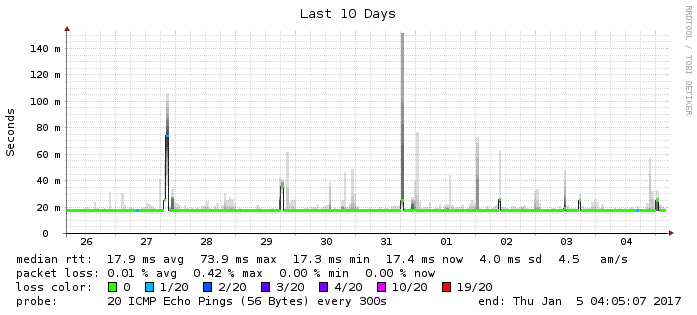 Last 10 Days
RRDTOOL / TOBI OETIKER
Seconds
140 m
120 m
100 m
80 m
60 m
40 m
20 m
0
26 27 28 29 30 31 01 02 03 04
median rtt: 17.9 ms avg 73.9 ms max 17.3 ms min 17.4 ms now 4.0 ms sd 4.5 am/s
packet loss: 0.01 % avg 0.42 % max 0.00 % min 0.00 % now
loss color: 0 1/20 2/20 3/20 4/20 10/20 19/20
probe: 20 ICMP Echo Pings (56 Bytes) every 300s end: Thu Jan 5 04:05:07 2017